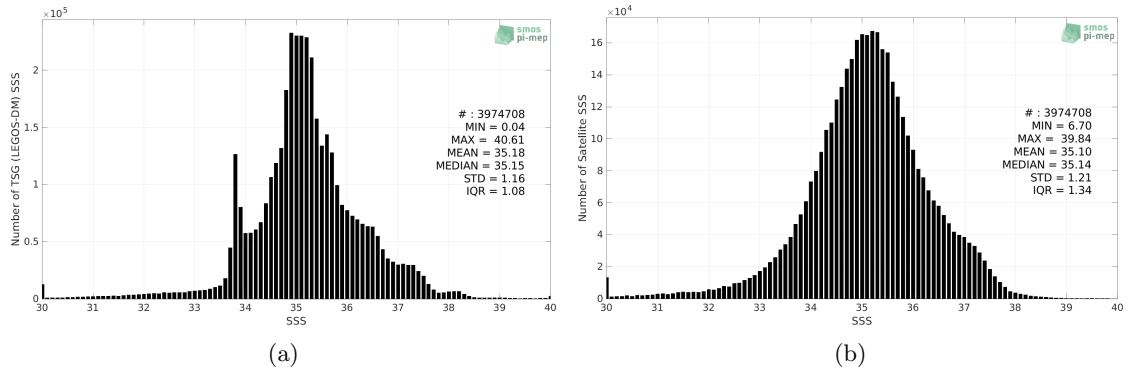 ×10⁵
smos
pi-mep
Number of TSG (LEGOS-DM) SSS
2
1.5
1
0.5
0
# : 3974708
MIN = 0.04
MAX = 40.61
MEAN = 35.18
MEDIAN = 35.15
STD = 1.16
IQR = 1.08
30 31 32 33 34 35 36 37 38 39 40
SSS
(a)
×10⁴
smos
pi-mep
Number of Satellite SSS
16
14
12
10
8
6
4
2
0
# : 3974708
MIN = 6.70
MAX = 39.84
MEAN = 35.10
MEDIAN = 35.14
STD = 1.21
IQR = 1.34
30 31 32 33 34 35 36 37 38 39 40
SSS
(b)